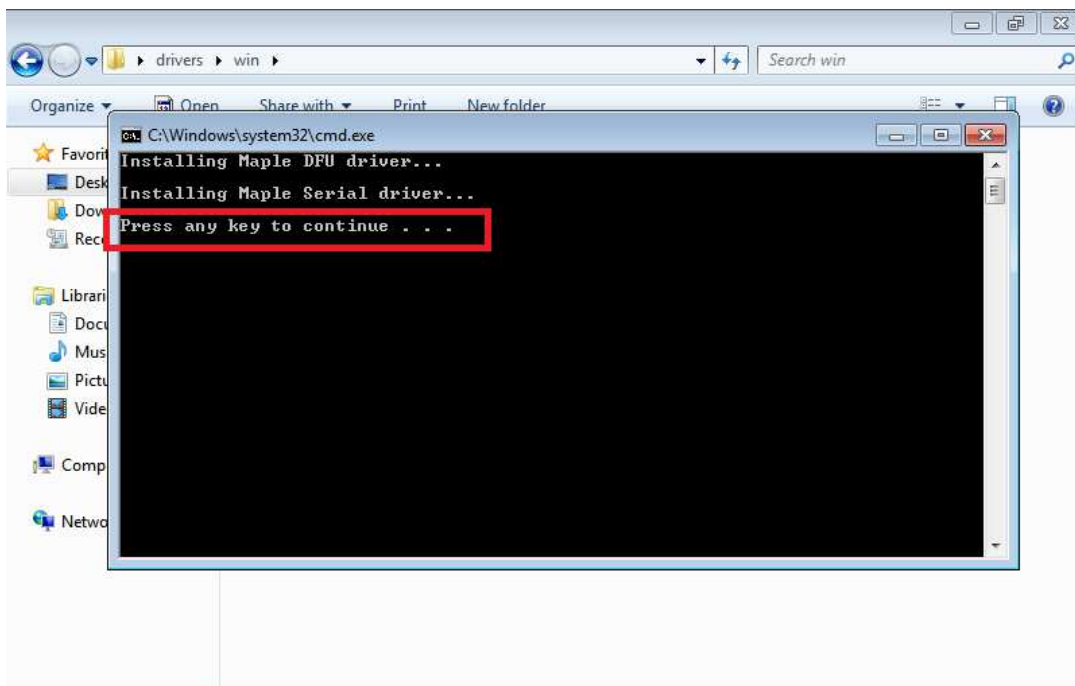 drivers win
Search win
Organize Open Share with Print New folder
C:\Windows\system32\cmd.exe
Installing Maple DFU driver...
Installing Maple Serial driver...
Press any key to continue . . .
Favorit
Desk
Dow
Rece
Librari
Docu
Mus
Pictu
Vide
Comp
Netwo